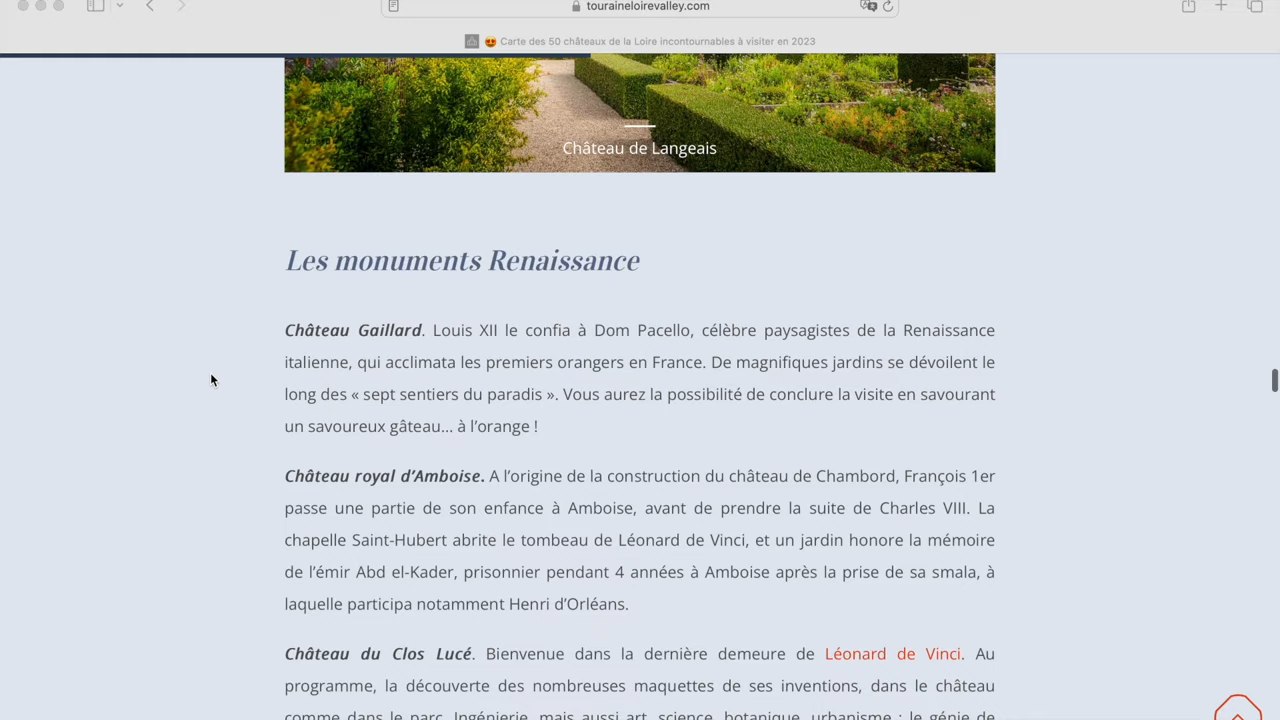 touraineloirevalley.com
😍 Carte des 50 châteaux de la Loire incontournables à visiter en 2023
Château de Langeais
Les monuments Renaissance
Château Gaillard. Louis XII le confia à Dom Pacello, célèbre paysagistes de la Renaissance
italienne, qui acclimata les premiers orangers en France. De magnifiques jardins se dévoilent le
long des « sept sentiers du paradis ». Vous aurez la possibilité de conclure la visite en savourant
un savoureux gâteau… à l’orange !
Château royal d’Amboise. A l’origine de la construction du château de Chambord, François 1er
passe une partie de son enfance à Amboise, avant de prendre la suite de Charles VIII. La
chapelle Saint-Hubert abrite le tombeau de Léonard de Vinci, et un jardin honore la mémoire
de l’émir Abd el-Kader, prisonnier pendant 4 années à Amboise après la prise de sa smala, à
laquelle participa notamment Henri d’Orléans.
Château du Clos Lucé. Bienvenue dans la dernière demeure de Léonard de Vinci. Au
programme, la découverte des nombreuses maquettes de ses inventions, dans le château
comme dans le parc. Ingénierie, mais aussi art, science, botanique, urbanisme : le génie de